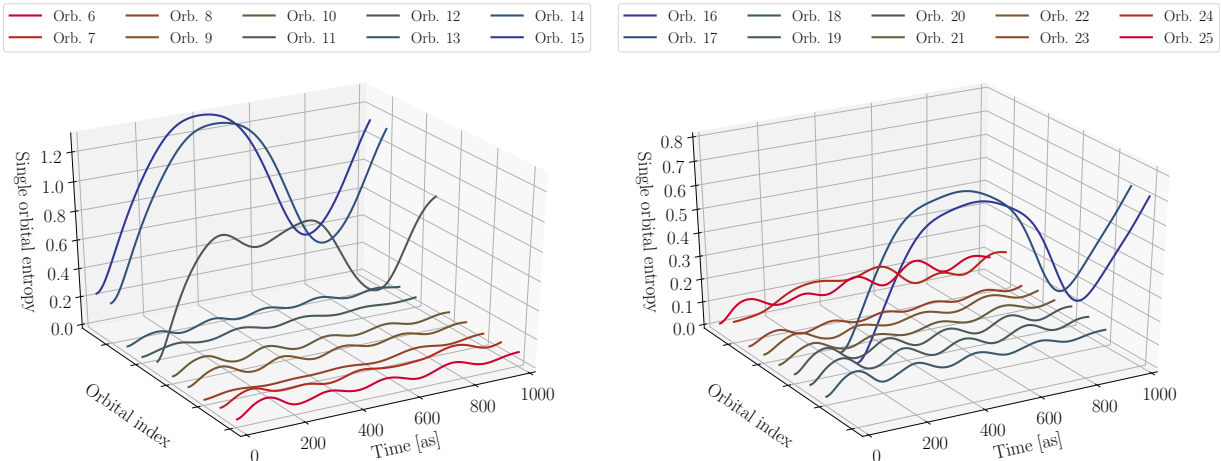 Orb. 6 Orb. 8 Orb. 10 Orb. 12 Orb. 14
Orb. 7 Orb. 9 Orb. 11 Orb. 13 Orb. 15
Single orbital entropy
1.2
1.0
0.8
0.6
0.4
0.2
0.0
Orbital index
0
200
400
600
800
1000
Time [as]
Orb. 16 Orb. 18 Orb. 20 Orb. 22 Orb. 24
Orb. 17 Orb. 19 Orb. 21 Orb. 23 Orb. 25
Single orbital entropy
0.8
0.7
0.6
0.5
0.4
0.3
0.2
0.1
0.0
Orbital index
0
200
400
600
800
1000
Time [as]